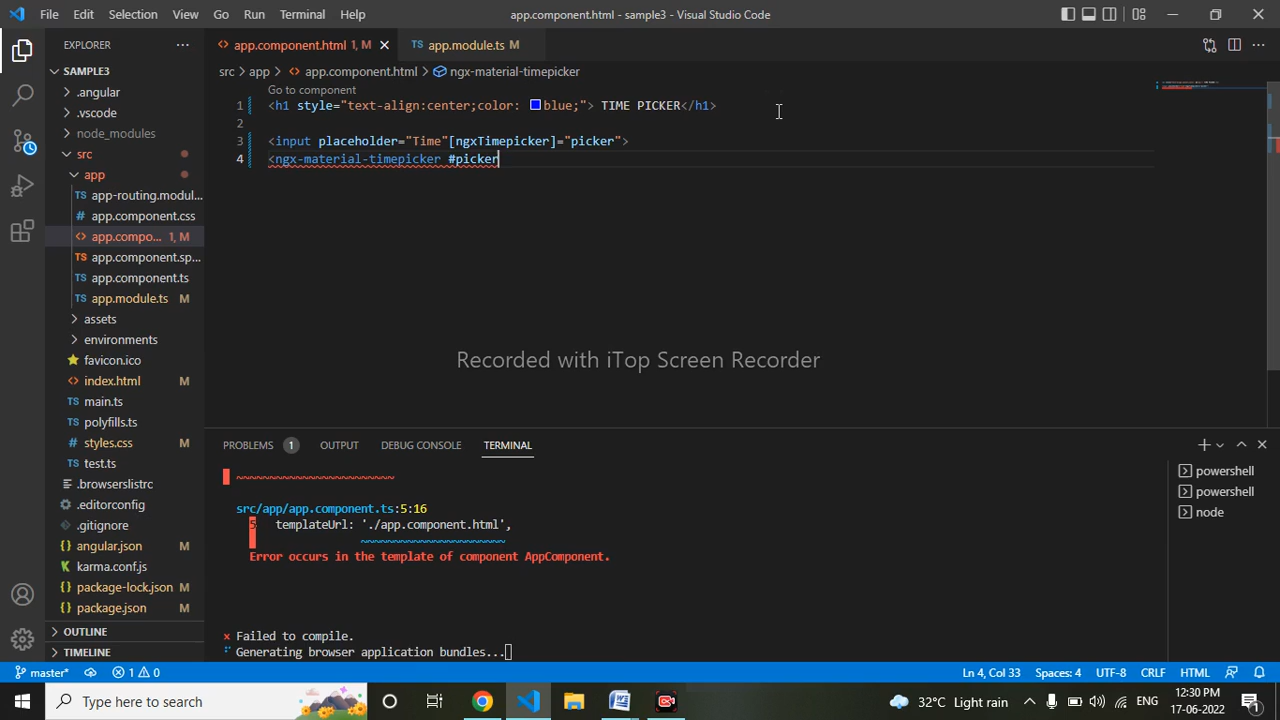 File Edit Selection View Go Run Terminal Help
app.component.html - sample3 - Visual Studio Code
EXPLORER
SAMPLE3
.angular
.vscode
node_modules
src
app
TS app-routing.modul...
# app.component.css
<> app.compo... 1, M
app.component.sp...
TS app.component.ts
TS app.module.ts M
assets
environments
favicon.ico
<> index.html M
TS main.ts
TS polyfills.ts
# styles.css M
TS test.ts
.browserslistrc
.editorconfig
.gitignore
{} angular.json M
karma.conf.js
{} package-lock.json M
{} package.json M
OUTLINE
TIMELINE
<> app.component.html 1, M
TS app.module.ts M
src > app > <> app.component.html > ngx-material-timepicker
Go to component
1 <h1 style="text-align:center;color: blue;"> TIME PICKER</h1>
2
3 <input placeholder="Time"[ngxTimepicker]="picker">
4 <ngx-material-timepicker #picker
Recorded with iTop Screen Recorder
PROBLEMS 1 OUTPUT DEBUG CONSOLE TERMINAL
~~~~~~~~~~~~~~~~~~~~~~~~
src/app/app.component.ts:5:16
5 templateUrl: './app.component.html',
~~~~~~~~~~~~~~~~~~~~~~
Error occurs in the template of component AppComponent.
× Failed to compile.
Generating browser application bundles...
powershell
powershell
node
master* 1 0 Ln 4, Col 33 Spaces: 4 UTF-8 CRLF HTML
Type here to search
W
32°C Light rain
ENG
12:30 PM
17-06-2022
1